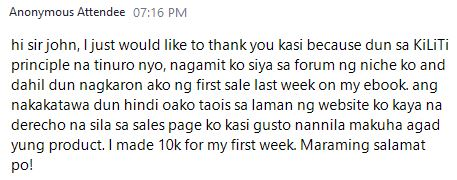 Anonymous Attendee 07:16 PM
hi sir john, I just would like to thank you kasi because dun sa KiLiTi
principle na tinuro nyo, nagamit ko siya sa forum ng niche ko and
dahil dun nagkaron ako ng first sale last week on my ebook. ang
nakakatawa dun hindi oako taois sa laman ng website ko kaya na
derecho na sila sa sales page ko kasi gusto nannila makuha agad
yung product. I made 10k for my first week. Maraming salamat
po!